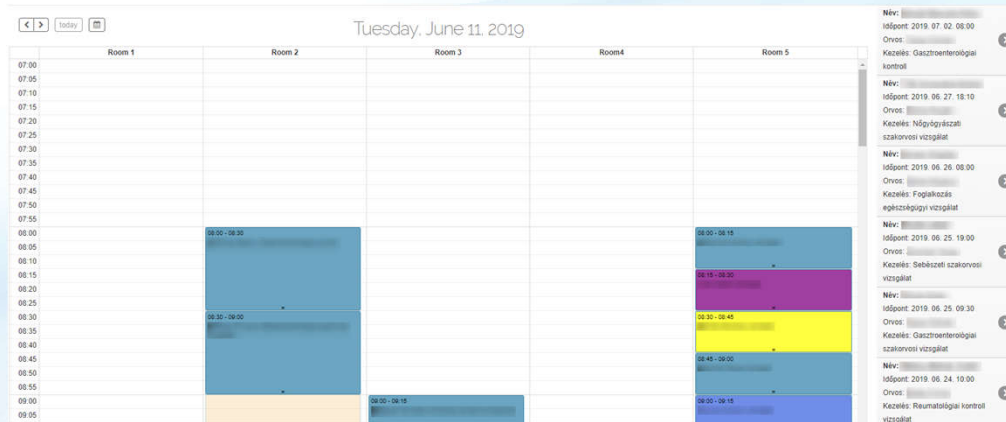 today
Tuesday, June 11, 2019
Room 1 Room 2 Room 3 Room4 Room 5
07:00
07:05
07:10
07:15
07:20
07:25
07:30
07:35
07:40
07:45
07:50
07:55
08:00
08:05
08:10
08:15
08:20
08:25
08:30
08:35
08:40
08:45
08:50
08:55
09:00
09:05
08:00 - 08:30
08:30 - 09:00
09:00 - 09:15
08:00 - 08:15
08:15 - 08:30
08:30 - 08:45
08:45 - 09:00
09:00 - 09:15
Név:
Időpont: 2019. 07. 02. 08:00
Orvos:
Kezelés: Gasztroenterológiai
kontroll
Név:
Időpont: 2019. 06. 27. 18:10
Orvos:
Kezelés: Nőgyógyászati
szakorvosi vizsgálat
Név:
Időpont: 2019. 06. 26. 08:00
Orvos:
Kezelés: Foglalkozás
egészségügyi vizsgálat
Név:
Időpont: 2019. 06. 25. 19:00
Orvos:
Kezelés: Sebészeti szakorvosi
vizsgálat
Név:
Időpont: 2019. 06. 25. 09:30
Orvos:
Kezelés: Gasztroenterológiai
szakorvosi vizsgálat
Név:
Időpont: 2019. 06. 24. 10:00
Orvos:
Kezelés: Reumatológiai kontroll
vizsgálat